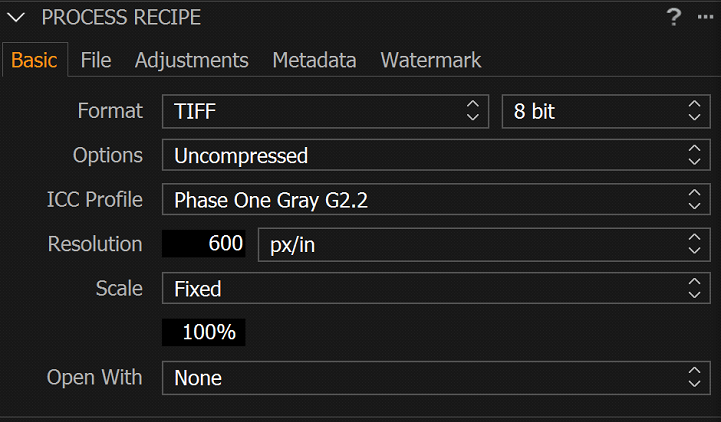 PROCESS RECIPE ? ...
Basic File Adjustments Metadata Watermark
Format TIFF 8 bit
Options Uncompressed
ICC Profile Phase One Gray G2.2
Resolution 600 px/in
Scale Fixed
100%
Open With None